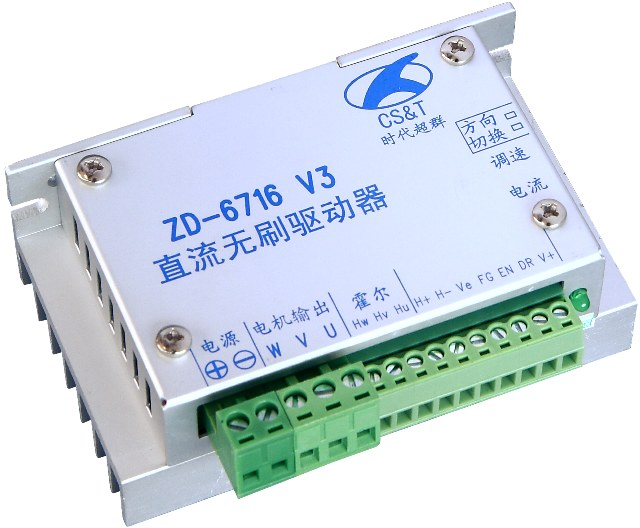 CS&T
时代超群
方向
切换
调速
电流
ZD-6716 V3
直流无刷驱动器
电源 电机输出 霍尔
⊕ ⊖ W V U Hw Hv Hu H+ H- Ve FG EN DR V+